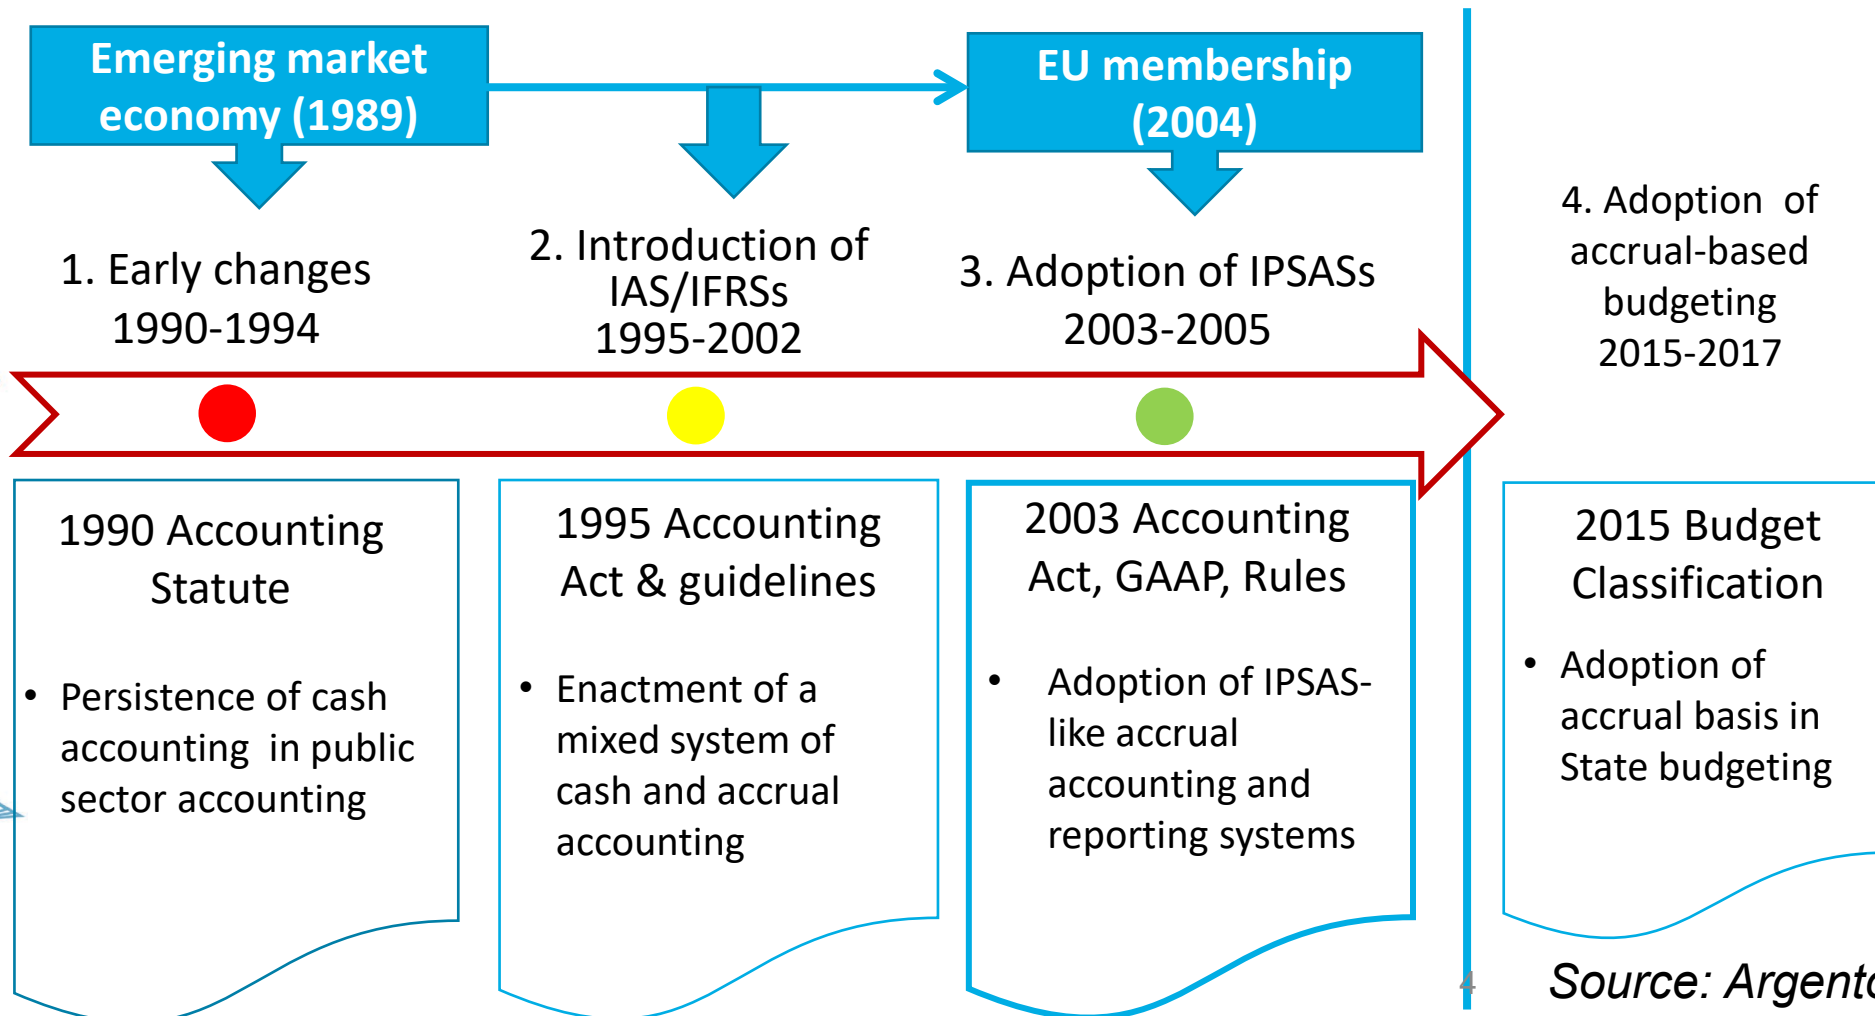 Emerging market
economy (1989)
EU membership
(2004)
1. Early changes
1990-1994
2. Introduction of
IAS/IFRSs
1995-2002
3. Adoption of IPSASs
2003-2005
4. Adoption of
accrual-based
budgeting
2015-2017
1990 Accounting
Statute
• Persistence of cash
accounting in public
sector accounting
1995 Accounting
Act & guidelines
• Enactment of a
mixed system of
cash and accrual
accounting
2003 Accounting
Act, GAAP, Rules
• Adoption of IPSAS-
like accrual
accounting and
reporting systems
2015 Budget
Classification
• Adoption of
accrual basis in
State budgeting
4
Source: Argento